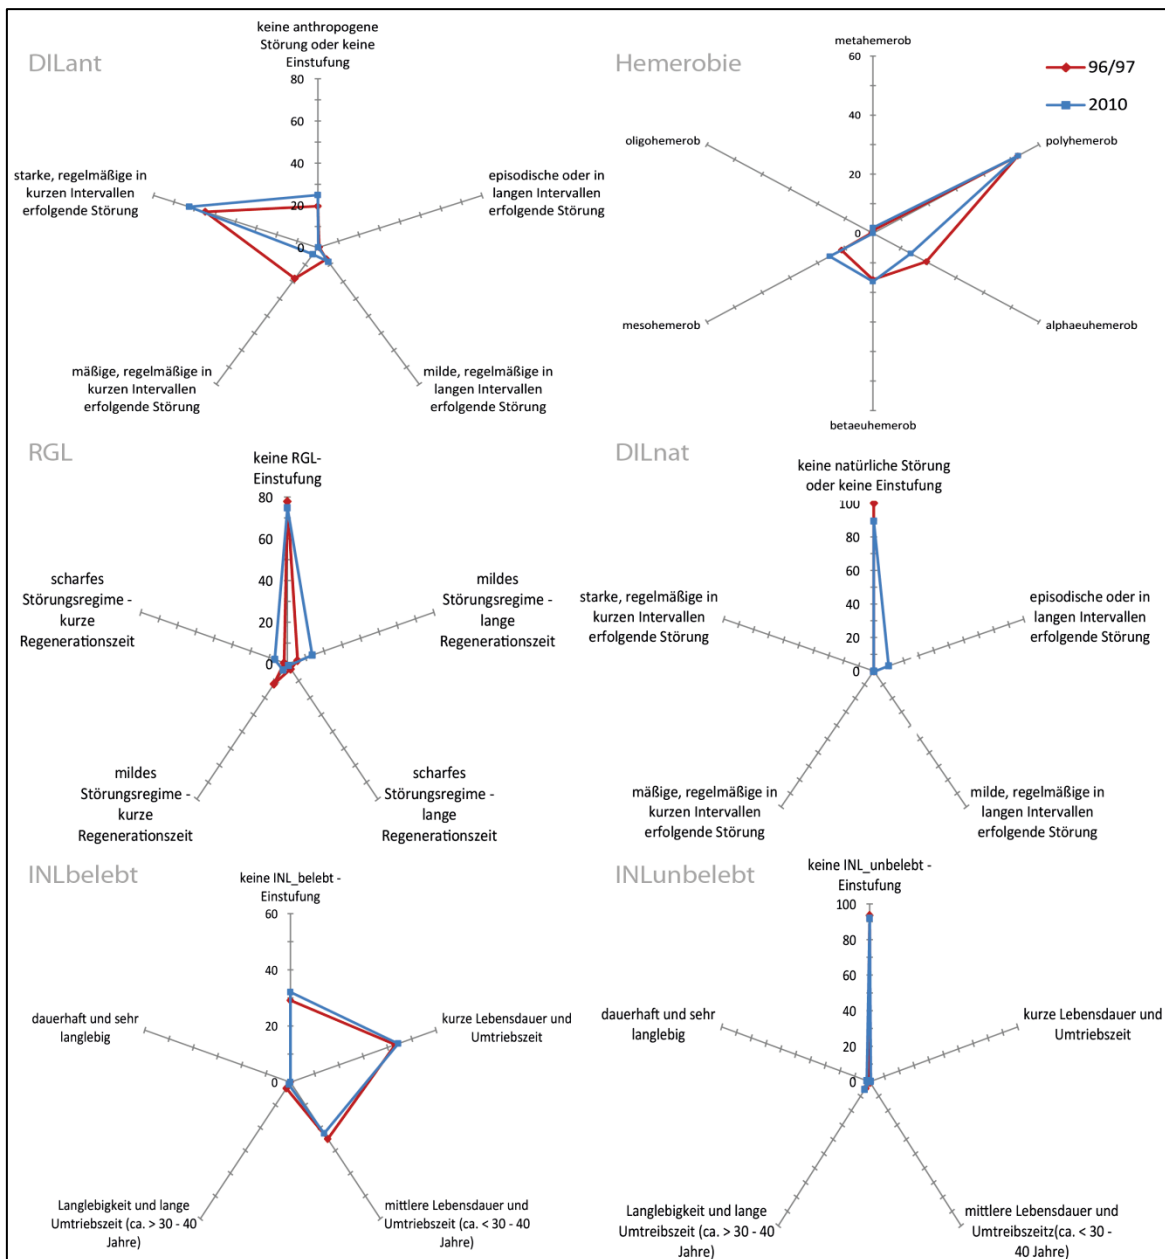 DILant
keine anthropogene
Störung oder keine
Einstufung
80
60
40
20
0
starke, regelmäßige in
kurzen Intervallen
erfolgende Störung
episodische oder in
langen Intervallen
erfolgende Störung
mäßige, regelmäßige in
kurzen Intervallen
erfolgende Störung
milde, regelmäßige in
langen Intervallen
erfolgende Störung
Hemerobie
metahemerob
60
40
20
0
96/97
2010
oligohemerob
polyhemerob
mesohemerob
alphaeuhemerob
betaeuhemerob
RGL
keine RGL-
Einstufung
80
60
40
20
0
scharfes
Störungsregime -
kurze
Regenerationszeit
mildes
Störungsregime -
lange
Regenerationszeit
mildes
Störungsregime -
kurze
Regenerationszeit
scharfes
Störungsregime -
lange
Regenerationszeit
DILnat
keine natürliche Störung
oder keine Einstufung
100
80
60
40
20
0
starke, regelmäßige in
kurzen Intervallen
erfolgende Störung
episodische oder in
langen Intervallen
erfolgende Störung
mäßige, regelmäßige in
kurzen Intervallen
erfolgende Störung
milde, regelmäßige in
langen Intervallen
erfolgende Störung
INLbelebt
keine INL_belebt -
Einstufung
60
40
20
0
dauerhaft und sehr
langlebig
kurze Lebensdauer und
Umtriebszeit
Langlebigkeit und lange
Umtriebszeit (ca. > 30 - 40
Jahre)
mittlere Lebensdauer und
Umtriebszeit (ca. < 30 - 40
Jahre)
INLunbelebt
keine INL_unbelebt -
Einstufung
100
80
60
40
20
0
dauerhaft und sehr
langlebig
kurze Lebensdauer und
Umtriebszeit
Langlebigkeit und lange
Umtreibszeit (ca. > 30 - 40
Jahre)
mittlere Lebensdauer und
Umtreibszeitz(ca. < 30 -
40 Jahre)